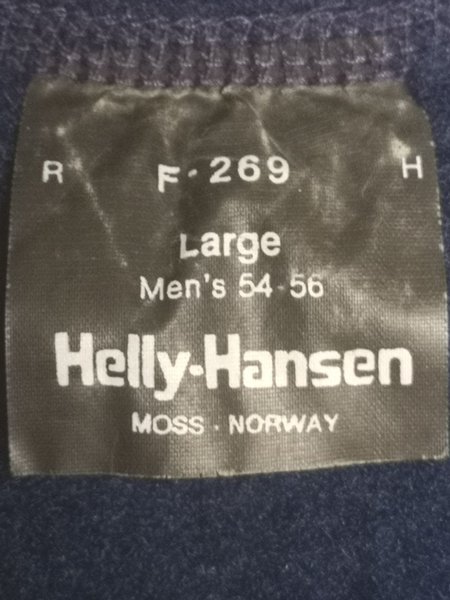 R F-269 H
Large
Men's 54-56
Helly-Hansen
MOSS · NORWAY